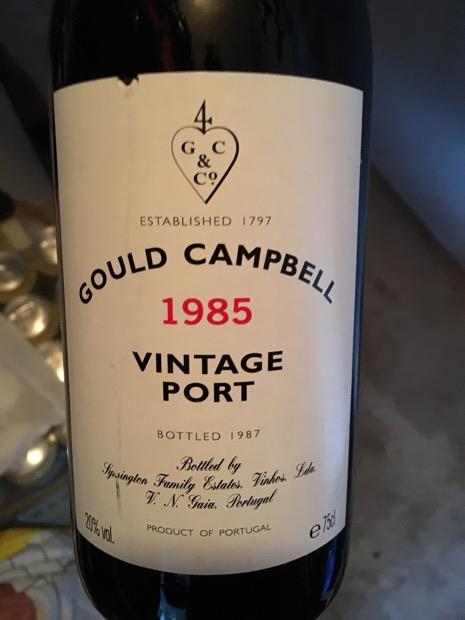 4
G C
&
Co.
ESTABLISHED 1797
GOULD CAMPBELL
1985
VINTAGE
PORT
BOTTLED 1987
Bottled by
Symington Family Estates, Vinhos, Lda.
V. N. Gaia, Portugal
20% vol.
PRODUCT OF PORTUGAL
e 75cl